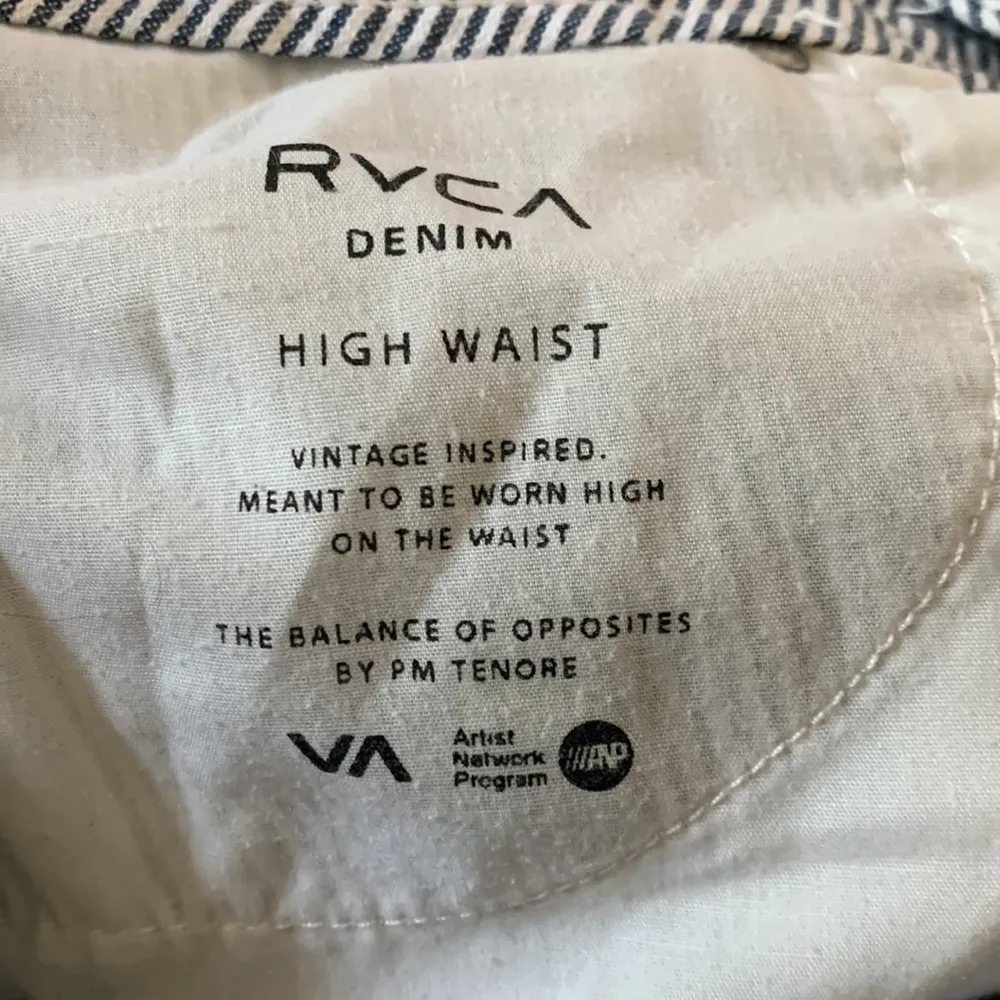 RVCA
DENIM
HIGH WAIST
VINTAGE INSPIRED.
MEANT TO BE WORN HIGH
ON THE WAIST
THE BALANCE OF OPPOSITES
BY PM TENORE
VA
Artist
Network
Program
ANP